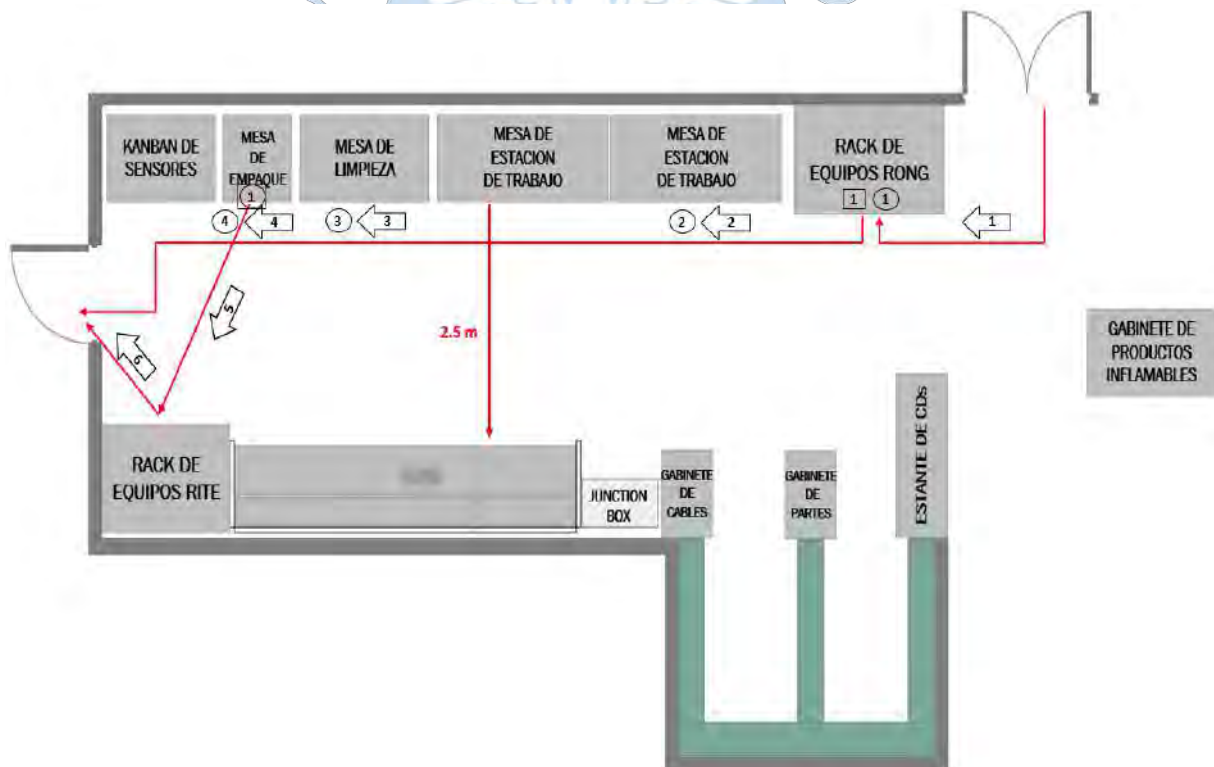 KANBAN DE
SENSORES
MESA
DE
EMPAQUE
1
MESA DE
LIMPIEZA
MESA DE
ESTACION
DE TRABAJO
MESA DE
ESTACION
DE TRABAJO
RACK DE
EQUIPOS RONG
1 1
4 4
3 3
2 2
1
5
6
2.5 m
GABINETE DE
PRODUCTOS
INFLAMABLES
RACK DE
EQUIPOS RITE
JUNCTION
BOX
GABINETE
DE
CABLES
GABINETE
DE
PARTES
ESTANTE DE CDs